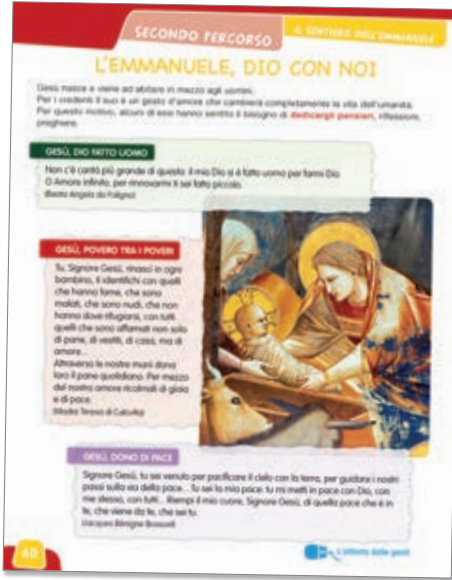 SECONDO PERCORSO
IL SENTIERO DELL'EMMANUELE
L'EMMANUELE, DIO CON NOI
Gesù nasce e viene ad abitare in mezzo agli uomini.
Per i credenti il suo è un gesto d'amore che cambierà completamente la vita dell'umanità.
Per questo motivo, alcuni di essi hanno sentito il bisogno di dedicargli pensieri, riflessioni,
preghiere.
GESÙ, DIO FATTO UOMO
Non c'è carità più grande di questa: il mio Dio si è fatto uomo per farmi Dio.
O Amore infinito, per rinnovarmi ti sei fatto piccolo.
(Beata Angela da Foligno)
GESÙ, POVERO TRA I POVERI
Tu, Signore Gesù, rinasci in ogni
bambino, ti identifichi con quelli
che hanno fame, che sono
malati, che sono nudi, che non
hanno dove rifugiarsi, con tutti
quelli che sono affamati non solo
di pane, di vestiti, di casa, ma di
amore...
Attraverso le nostre mani dona
loro il pane quotidiano. Per mezzo
del nostro amore ricolmali di gioia
e di pace.
(Madre Teresa di Calcutta)
GESÙ, DONO DI PACE
Signore Gesù, tu sei venuto per pacificare il cielo con la terra, per guidare i nostri
passi sulla via della pace... Tu sei la mia pace: tu mi metti in pace con Dio, con
me stesso, con tutti... Riempi il mio cuore, Signore Gesù, di quella pace che è in
te, che viene da te, che sei tu.
(Jacques Bénigne Bossuet)
60
L'attesa delle genti